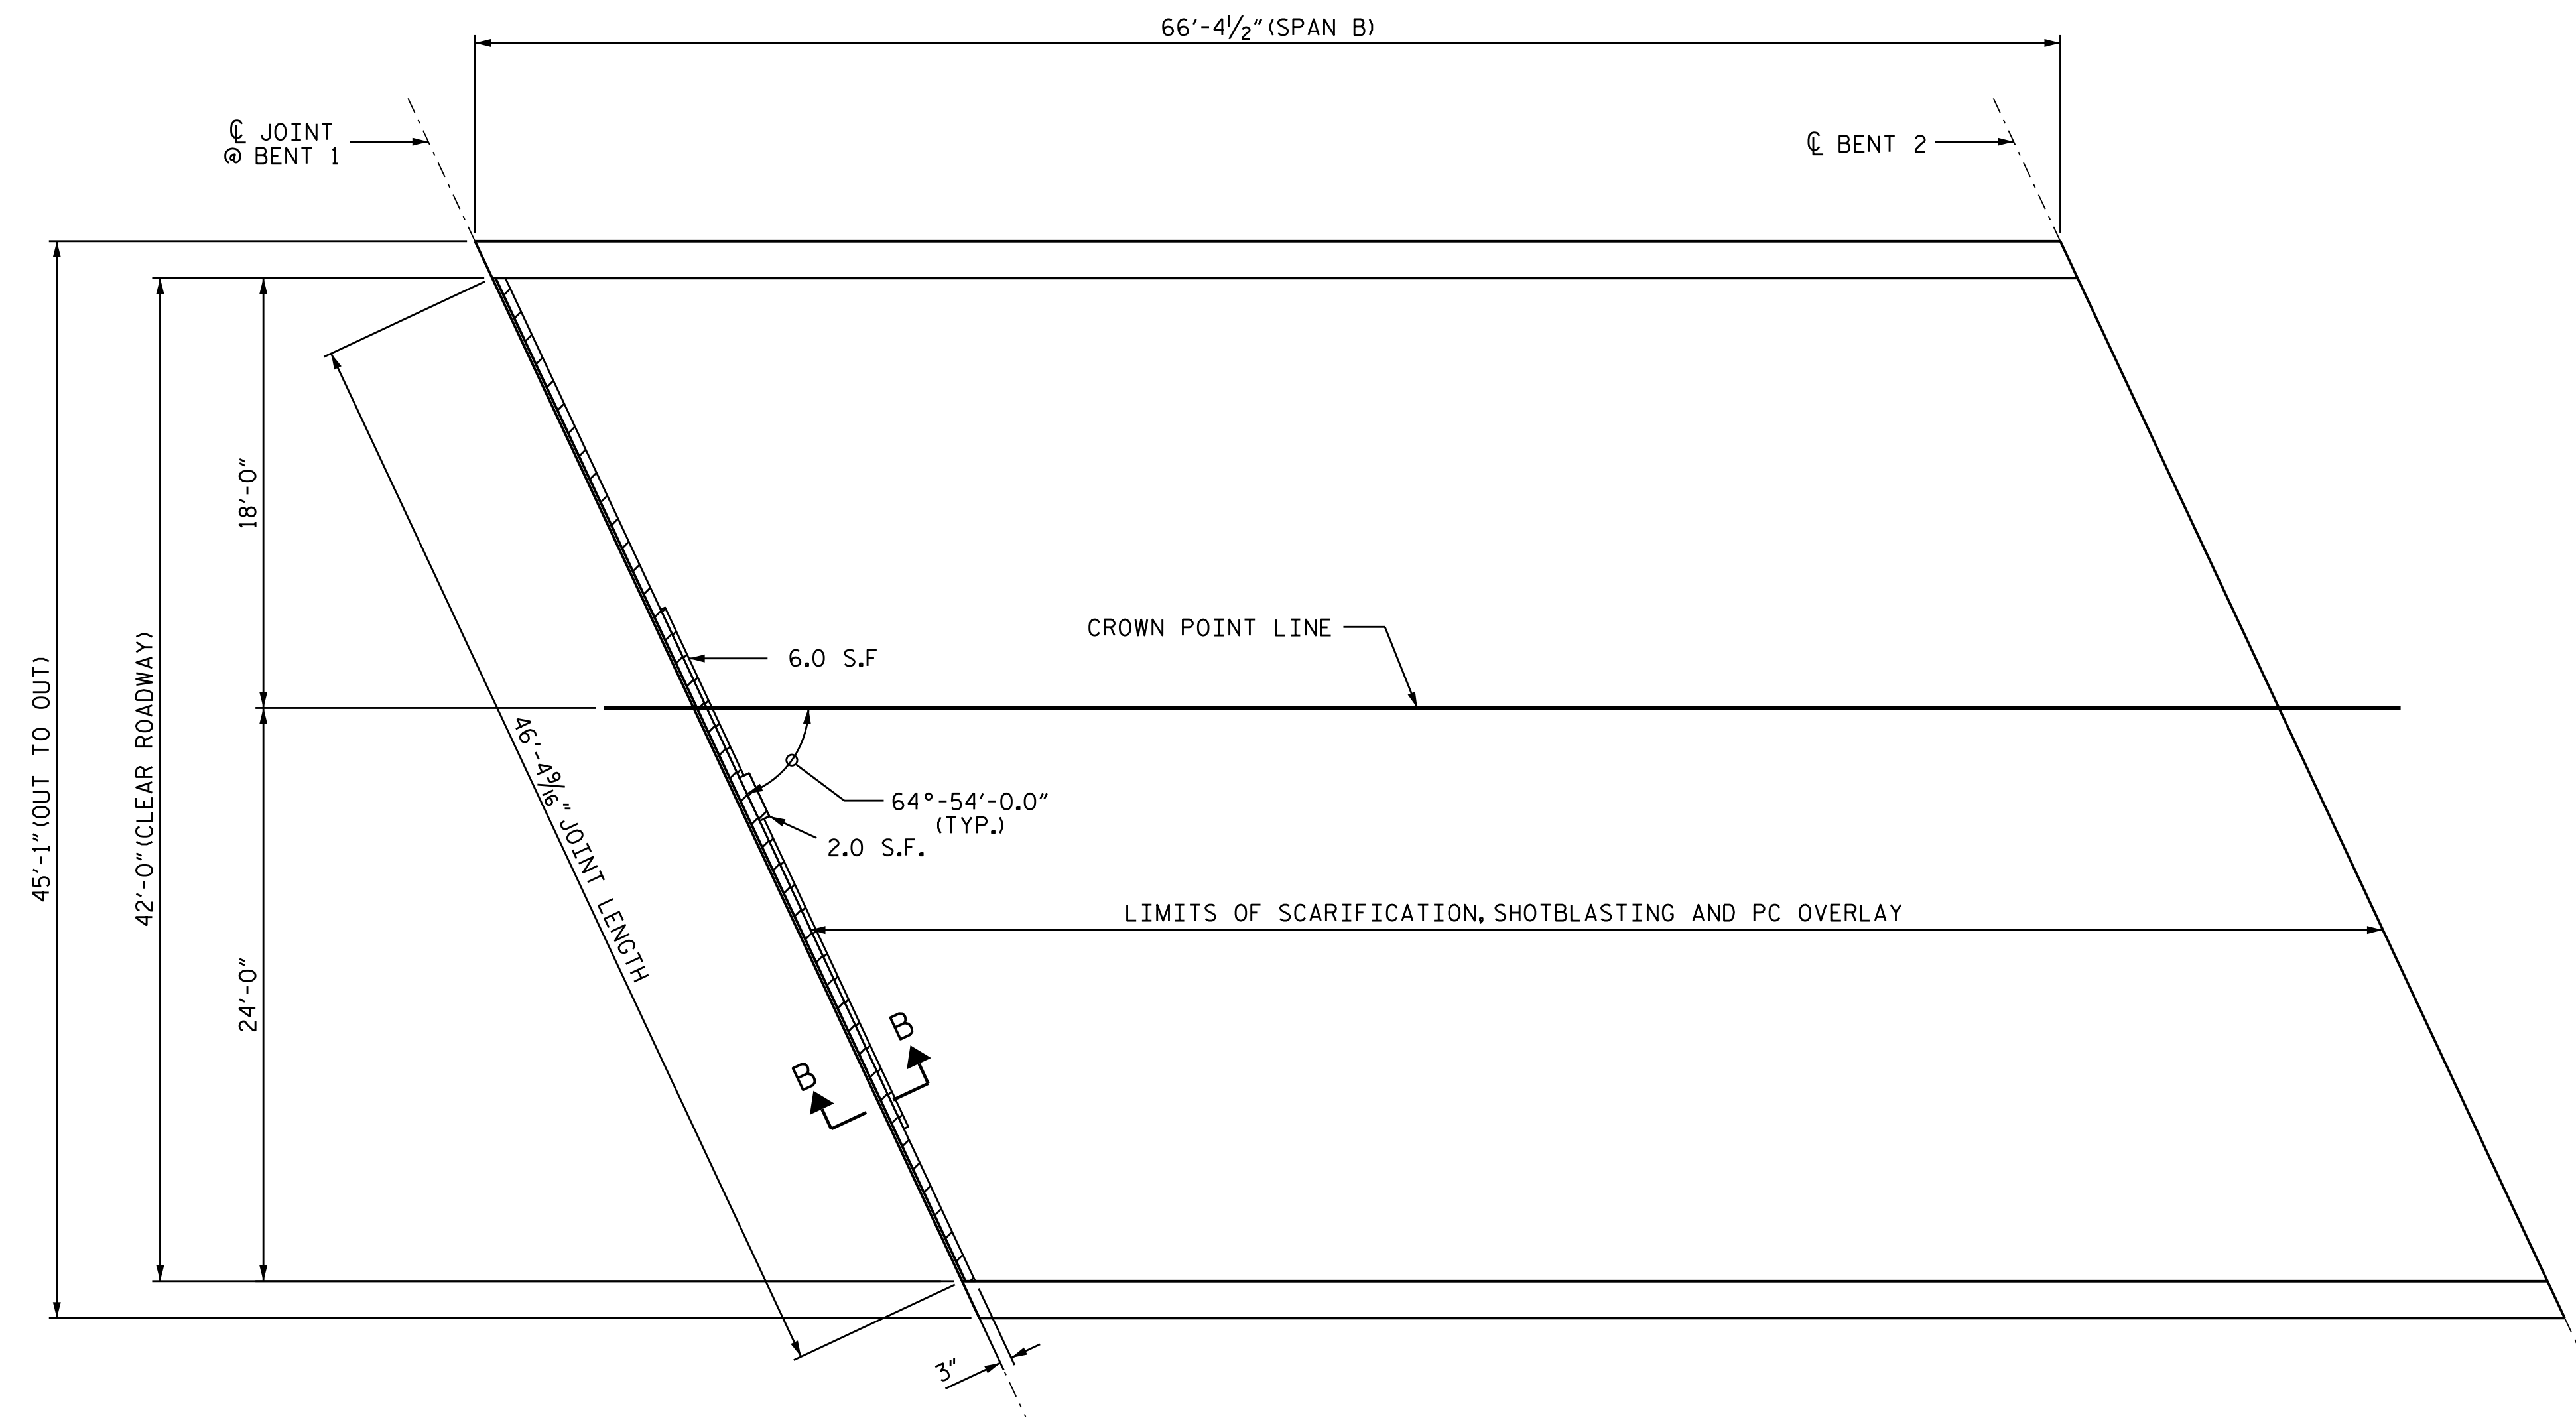 66'-4½"(SPAN B)
℄ JOINT
@ BENT 1
℄ BENT 2
18'-0"
CROWN POINT LINE
6.0 S.F
45'-1"(OUT TO OUT)
42'-0"(CLEAR ROADWAY)
46'-4 9/16" JOINT LENGTH
64°-54'-0.0"
(TYP.)
2.0 S.F.
LIMITS OF SCARIFICATION, SHOTBLASTING AND PC OVERLAY
24'-0"
B
B
3"